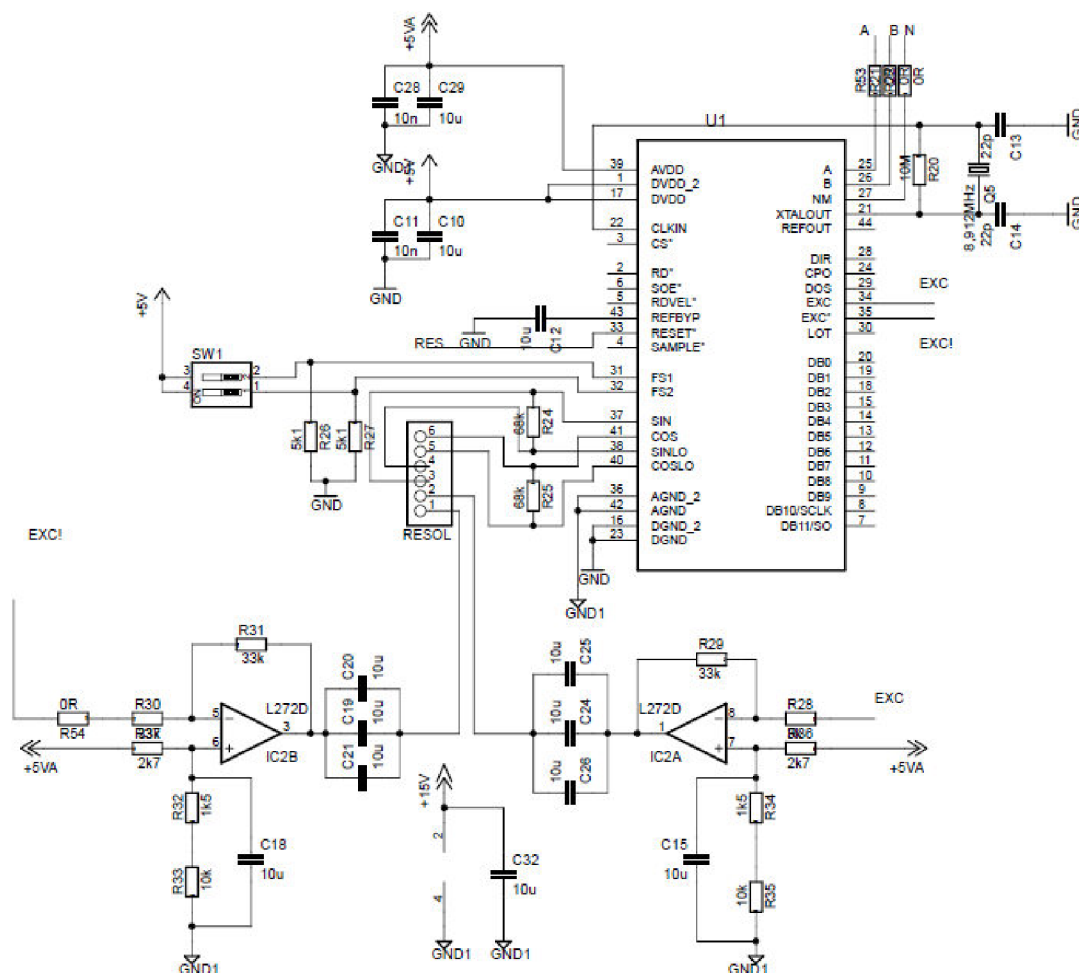 +5VA
C28
C29
10n
10u
GND1
+5V
C11
C10
10n
10u
GND
+5V
SW1
3
4
2
1
ON
5k1
R26
5k1
R27
GND
RES
GND
10u
C12
RESOL
6
5
4
3
2
1
68k
R24
68k
R25
U1
39 AVDD
1 DVDD_2
17 DVDD
22 CLKIN
3 CS*
2 RD*
6 SOE*
5 RDVEL*
43 REFBYP
33 RESET*
4 SAMPLE*
31 FS1
32 FS2
37 SIN
41 COS
38 SINLO
40 COSLO
36 AGND_2
42 AGND
16 DGND_2
23 DGND
A 25
B 26
NM 27
XTALOUT 21
REFOUT 44
DIR 28
CPO 24
DOS 29
EXC 34
EXC* 35
LOT 30
DB0 20
DB1 19
DB2 18
DB3 15
DB4 14
DB5 13
DB6 12
DB7 11
DB8 10
DB9 9
DB10/SCLK 8
DB11/SO 7
A B N
R53
R21
0R
0R
10M
R20
22p
C13
GND
8,912MHz
Q5
22p
C14
GND
EXC
EXC!
GND
GND1
EXC!
R31
33k
0R
R54
R30
2k7
+5VA
5
6
3
L272D
IC2B
R32
1k5
R33
10k
C18
10u
GND1
C20
10u
C19
10u
C21
10u
+15V
2
4
GND1
C32
10u
GND1
10u
C25
10u
C24
10u
C26
R29
33k
L272D
1
8
7
IC2A
R28
EXC
2k7
+5VA
1k5
R34
10k
R35
C15
10u
GND1